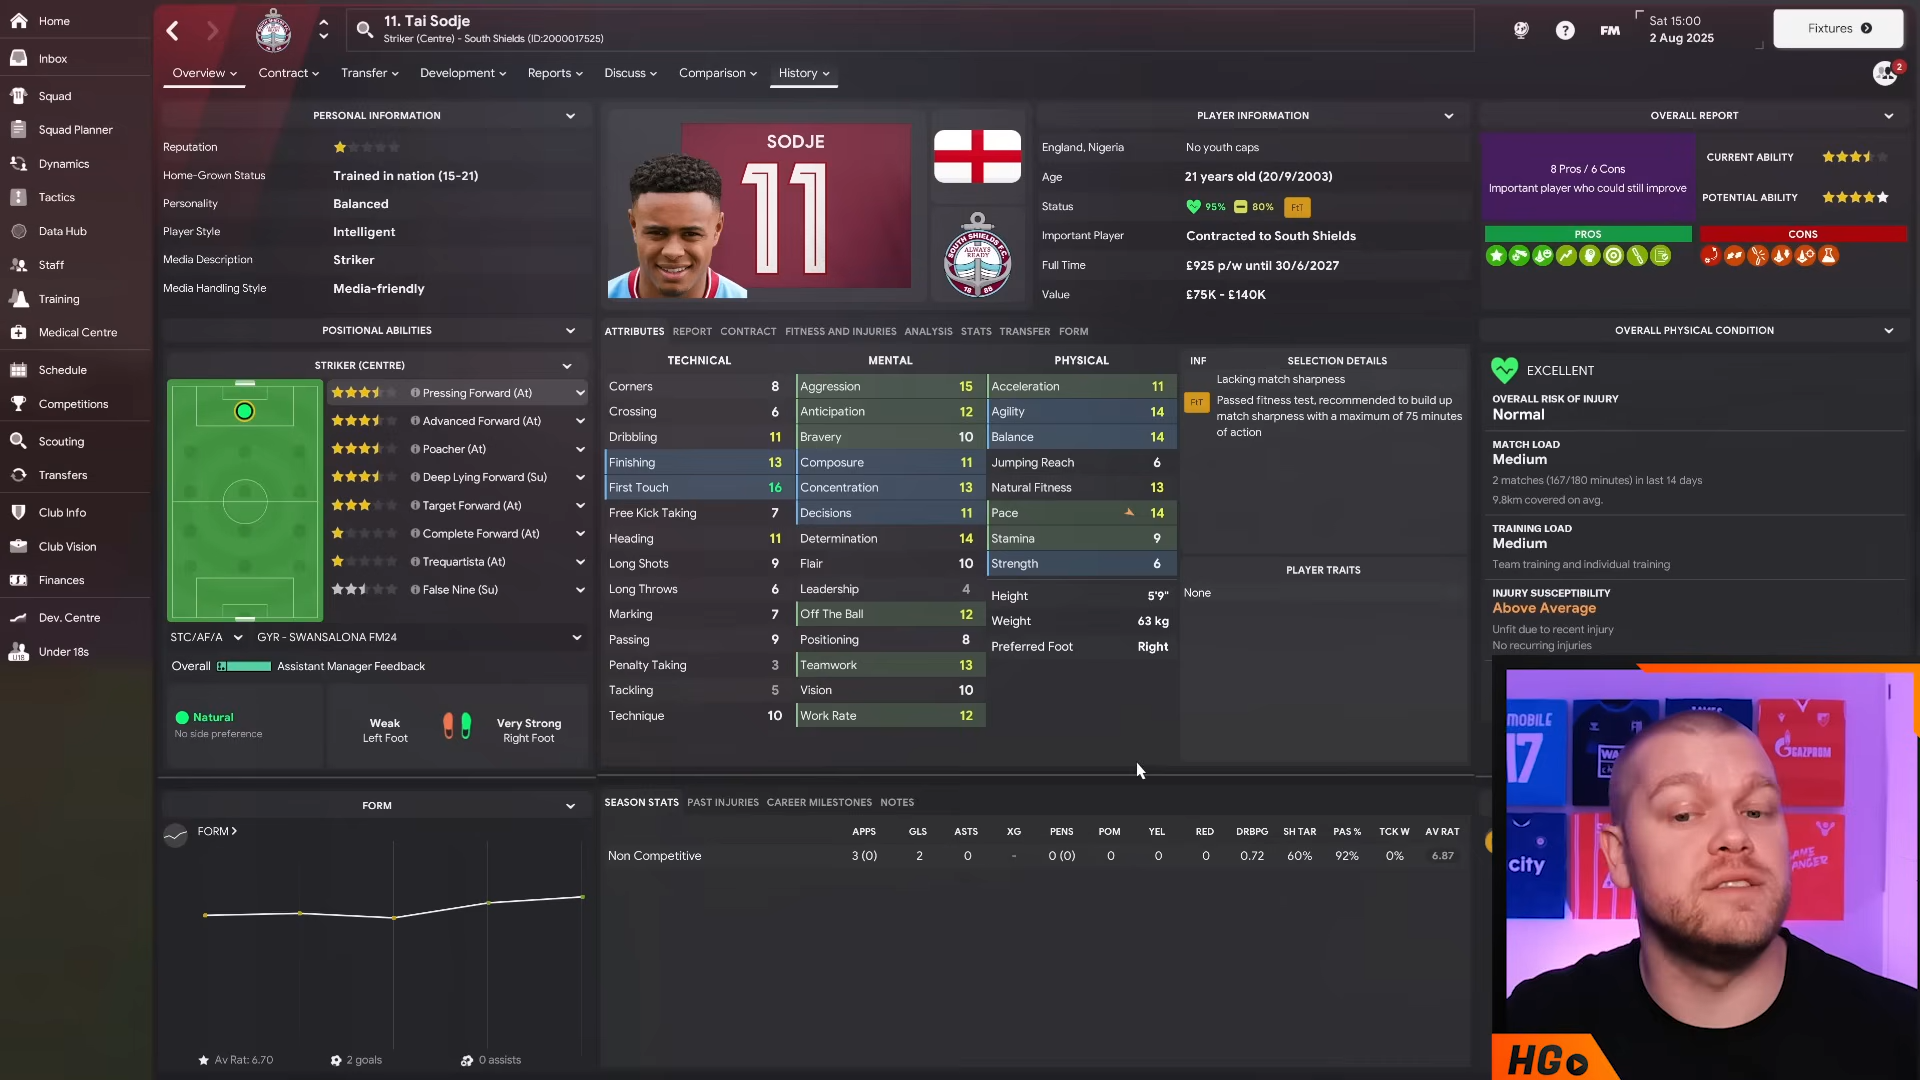 Home
Inbox
Squad
Squad Planner
Dynamics
Tactics
Data Hub
Staff
Training
Medical Centre
Schedule
Competitions
Scouting
Transfers
Club Info
Club Vision
Finances
Dev. Centre
Under 18s
11. Tai Sodje
Striker (Centre) - South Shields (ID:2000017525)
FM
Sat 15:00
2 Aug 2025
Fixtures
2
Overview
Contract
Transfer
Development
Reports
Discuss
Comparison
History
PERSONAL INFORMATION
Reputation
Home-Grown Status Trained in nation (15-21)
Personality Balanced
Player Style Intelligent
Media Description Striker
Media Handling Style Media-friendly
SODJE
11
SOUTH SHIELDS F.C.
ALWAYS READY
1888
PLAYER INFORMATION
England, Nigeria No youth caps
Age 21 years old (20/9/2003)
Status 95% 80% FtT
Important Player Contracted to South Shields
Full Time £925 p/w until 30/6/2027
Value £75K - £140K
OVERALL REPORT
8 Pros / 6 Cons
Important player who could still improve
CURRENT ABILITY
POTENTIAL ABILITY
PROS
CONS
POSITIONAL ABILITIES
STRIKER (CENTRE)
Pressing Forward (At)
Advanced Forward (At)
Poacher (At)
Deep Lying Forward (Su)
Target Forward (At)
Complete Forward (At)
Trequartista (At)
False Nine (Su)
STC/AF/A GYR - SWANSALONA FM24
Overall Assistant Manager Feedback
Natural
No side preference
Weak
Left Foot
Very Strong
Right Foot
ATTRIBUTES REPORT CONTRACT FITNESS AND INJURIES ANALYSIS STATS TRANSFER FORM
TECHNICAL
Corners 8
Crossing 6
Dribbling 11
Finishing 13
First Touch 16
Free Kick Taking 7
Heading 11
Long Shots 9
Long Throws 6
Marking 7
Passing 9
Penalty Taking 3
Tackling 5
Technique 10
MENTAL
Aggression 15
Anticipation 12
Bravery 10
Composure 11
Concentration 13
Decisions 11
Determination 14
Flair 10
Leadership 4
Off The Ball 12
Positioning 8
Teamwork 13
Vision 10
Work Rate 12
PHYSICAL
Acceleration 11
Agility 14
Balance 14
Jumping Reach 6
Natural Fitness 13
Pace 14
Stamina 9
Strength 6
Height 5'9"
Weight 63 kg
Preferred Foot Right
INF SELECTION DETAILS
Lacking match sharpness
FtT
Passed fitness test, recommended to build up
match sharpness with a maximum of 75 minutes
of action
PLAYER TRAITS
None
OVERALL PHYSICAL CONDITION
EXCELLENT
OVERALL RISK OF INJURY
Normal
MATCH LOAD
Medium
2 matches (167/180 minutes) in last 14 days
9.8km covered on avg.
TRAINING LOAD
Medium
Team training and individual training
INJURY SUSCEPTIBILITY
Above Average
Unfit due to recent injury
No recurring injuries
FORM
FORM
Av Rat: 6.70
2 goals
0 assists
SEASON STATS PAST INJURIES CAREER MILESTONES NOTES
APPS GLS ASTS XG PENS POM YEL RED DRBPG SH TAR PAS % TCK W AV RAT
Non Competitive 3 (0) 2 0 - 0 (0) 0 0 0 0.72 60% 92% 0% 6.87
MOBILE
17
GAZPROM
city
HG